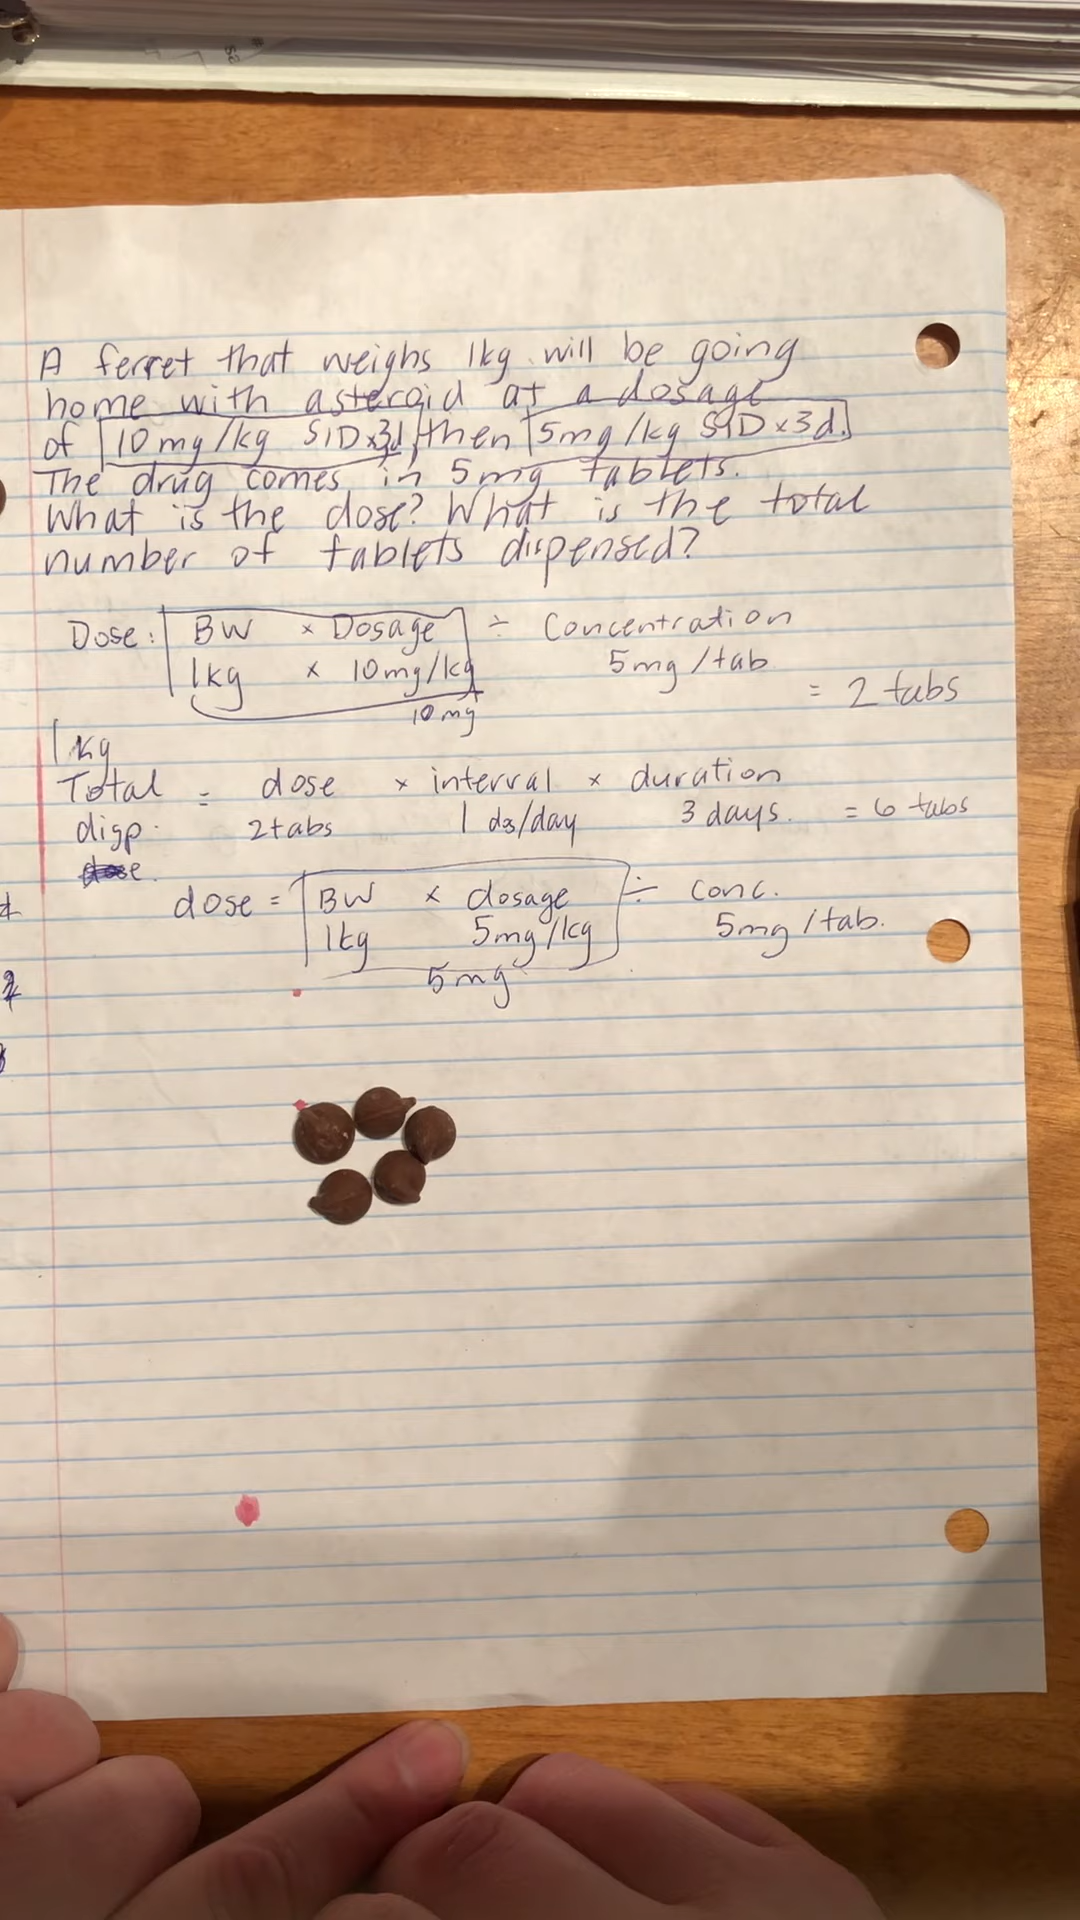 A ferret that weighs 1kg will be going
home with asteroid at a dosage
of 10mg/kg SID x3d, then 5mg/kg SID x3d.
The drug comes in 5mg tablets.
What is the dose? What is the total
number of tablets dispensed?
Dose: BW x Dosage ÷ Concentration
1kg x 10mg/kg 5mg/tab
= 2 tabs
10mg
1kg
Total = dose x interval x duration
disp. 2tabs 1 ds/day 3 days. = 6 tabs
dose.
dose = BW x dosage ÷ conc.
1kg 5mg/kg 5mg/tab.
5mg